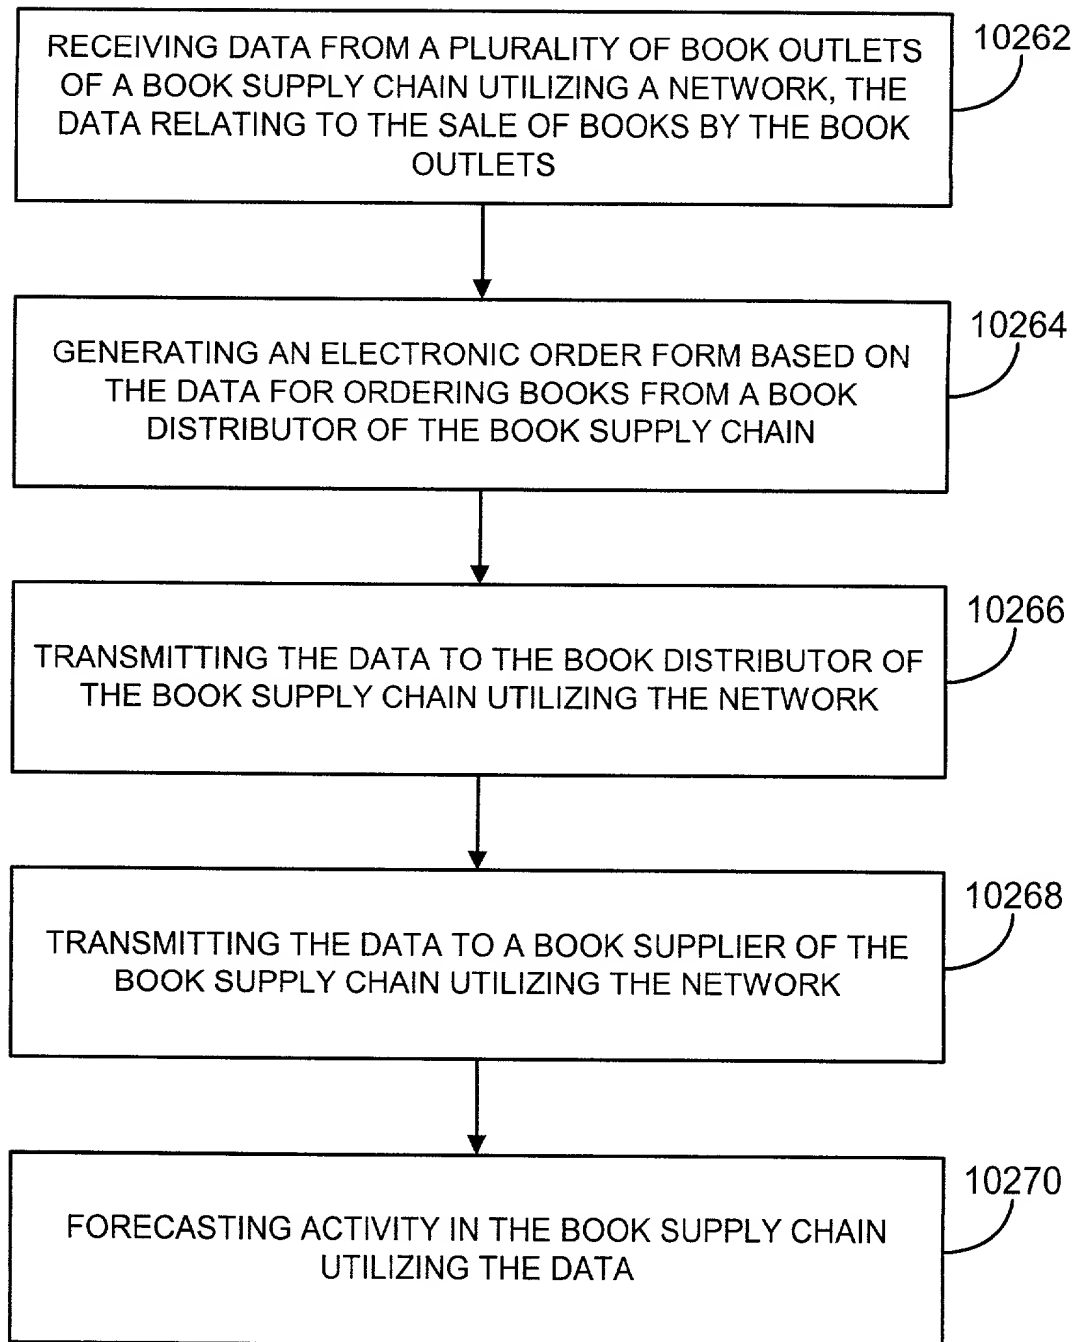 RECEIVING DATA FROM A PLURALITY OF BOOK OUTLETS
OF A BOOK SUPPLY CHAIN UTILIZING A NETWORK, THE
DATA RELATING TO THE SALE OF BOOKS BY THE BOOK
OUTLETS
10262
GENERATING AN ELECTRONIC ORDER FORM BASED ON
THE DATA FOR ORDERING BOOKS FROM A BOOK
DISTRIBUTOR OF THE BOOK SUPPLY CHAIN
10264
TRANSMITTING THE DATA TO THE BOOK DISTRIBUTOR OF
THE BOOK SUPPLY CHAIN UTILIZING THE NETWORK
10266
TRANSMITTING THE DATA TO A BOOK SUPPLIER OF THE
BOOK SUPPLY CHAIN UTILIZING THE NETWORK
10268
FORECASTING ACTIVITY IN THE BOOK SUPPLY CHAIN
UTILIZING THE DATA
10270